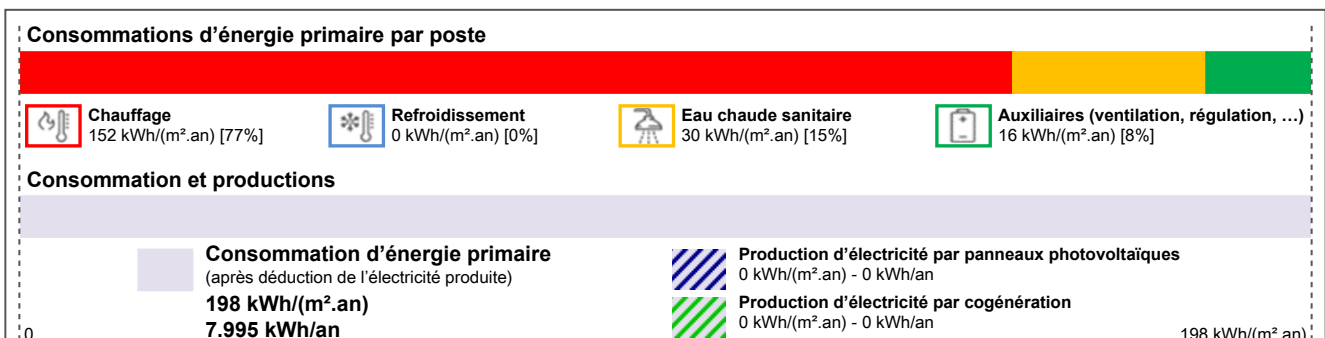 Consommations d'énergie primaire par poste
Chauffage
152 kWh/(m².an) [77%]
Refroidissement
0 kWh/(m².an) [0%]
Eau chaude sanitaire
30 kWh/(m².an) [15%]
Auxiliaires (ventilation, régulation, …)
16 kWh/(m².an) [8%]
Consommation et productions
Consommation d'énergie primaire
(après déduction de l'électricité produite)
198 kWh/(m².an)
7.995 kWh/an
Production d'électricité par panneaux photovoltaïques
0 kWh/(m².an) - 0 kWh/an
Production d'électricité par cogénération
0 kWh/(m².an) - 0 kWh/an
0
198 kWh/(m².an)